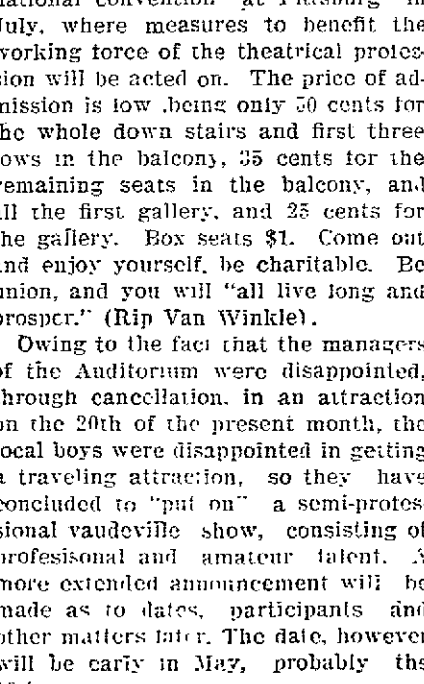 national convention at Pittsburg in
July, where measures to benefit the
working force of the theatrical profes-
sion will be acted on. The price of ad-
mission is low ,being only 50 cents for
the whole down stairs and first three
rows in the balcony, 35 cents for the
remaining seats in the balcony, and
all the first gallery, and 25 cents for
the gallery. Box seats $1. Come out
and enjoy yourself, be charitable. Be
union, and you will "all live long and
prosper." (Rip Van Winkle).
Owing to the fact that the managers
of the Auditorium were disappointed,
through cancellation, in an attraction
on the 20th of the present month, the
local boys were disappointed in getting
a traveling attraction, so they have
concluded to "put on" a semi-profes-
sional vaudeville show, consisting of
profesisonal and amateur talent. A
more extended announcement will be
made as to dates, participants and
other matters later. The date, however
will be early in May, probably the